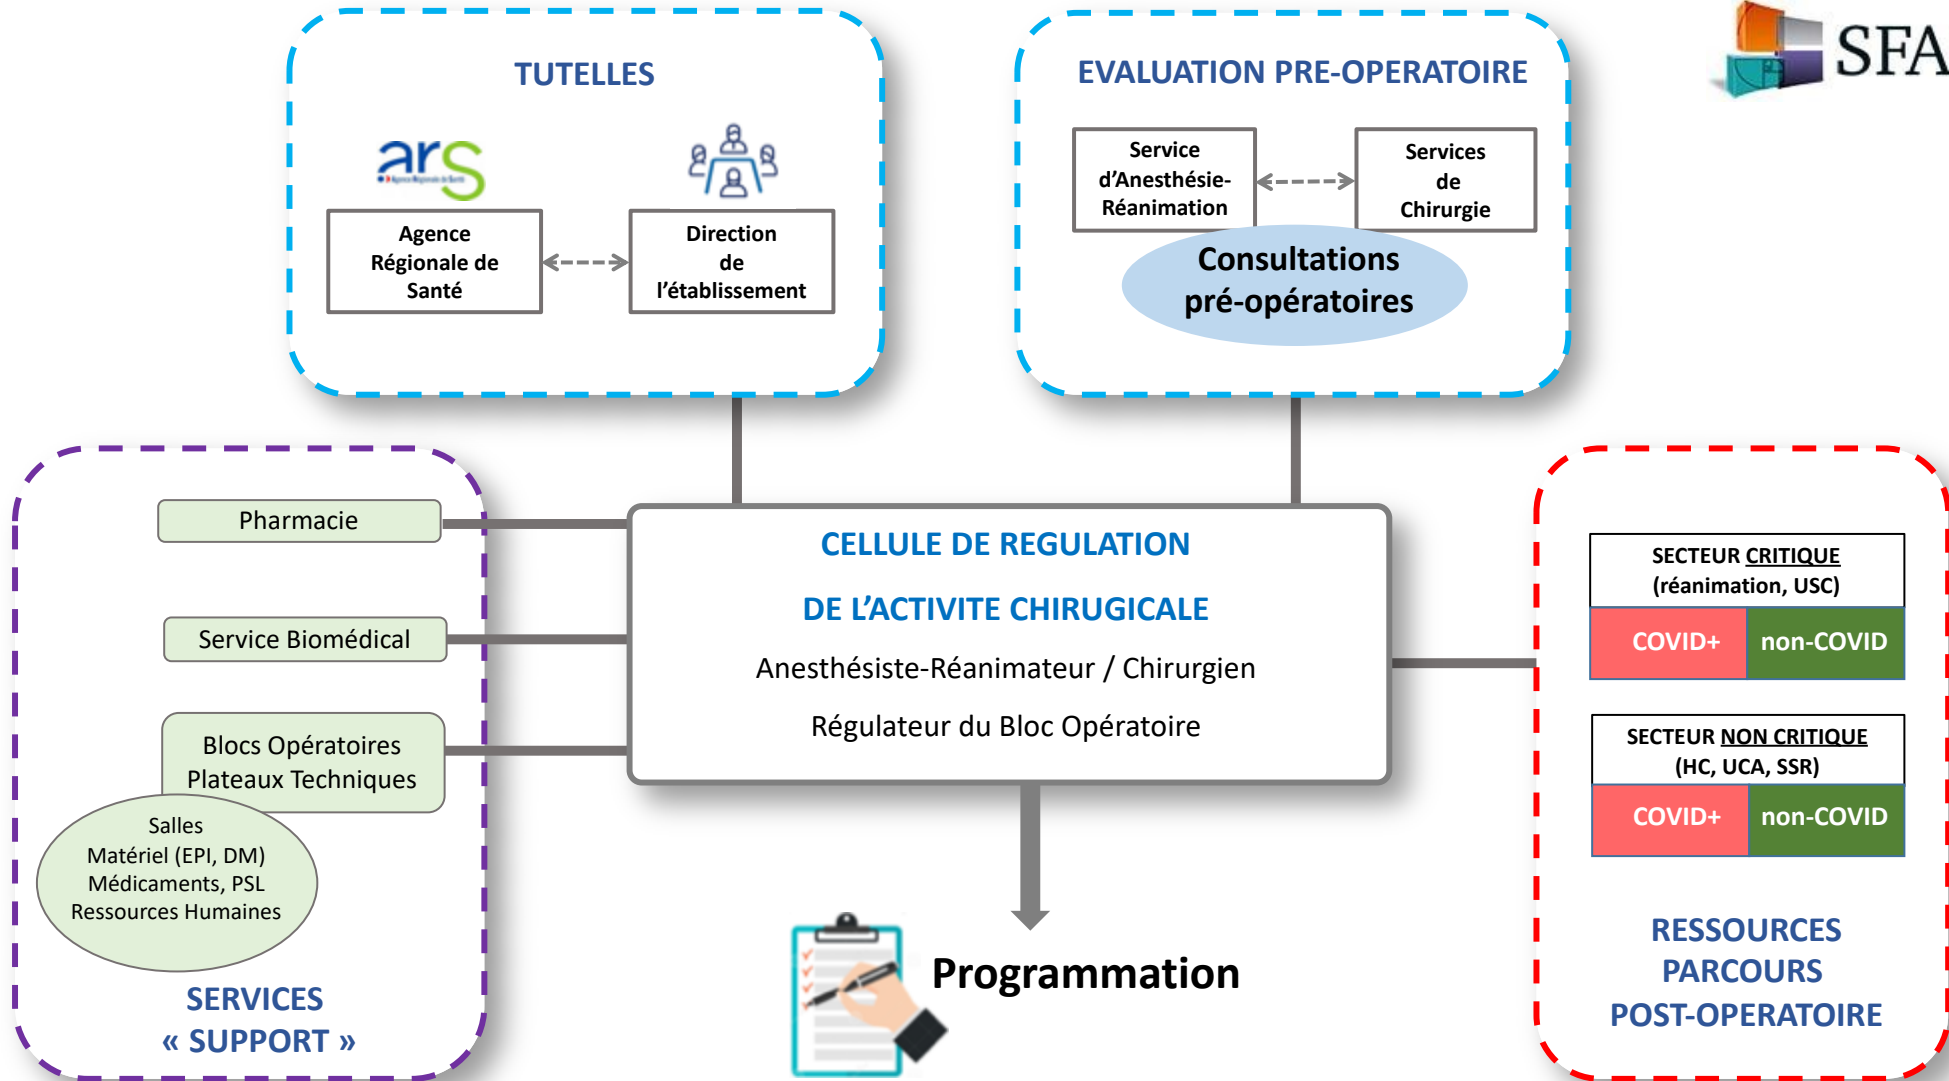 SFA
TUTELLES
ars
Agence
Régionale de
Santé
Direction
de
l'établissement
EVALUATION PRE-OPERATOIRE
Service
d'Anesthésie-
Réanimation
Services
de
Chirurgie
Consultations
pré-opératoires
Pharmacie
Service Biomédical
Blocs Opératoires
Plateaux Techniques
Salles
Matériel (EPI, DM)
Médicaments, PSL
Ressources Humaines
SERVICES
« SUPPORT »
CELLULE DE REGULATION
DE L'ACTIVITE CHIRUGICALE
Anesthésiste-Réanimateur / Chirurgien
Régulateur du Bloc Opératoire
Programmation
SECTEUR CRITIQUE
(réanimation, USC)
COVID+ non-COVID
SECTEUR NON CRITIQUE
(HC, UCA, SSR)
COVID+ non-COVID
RESSOURCES
PARCOURS
POST-OPERATOIRE